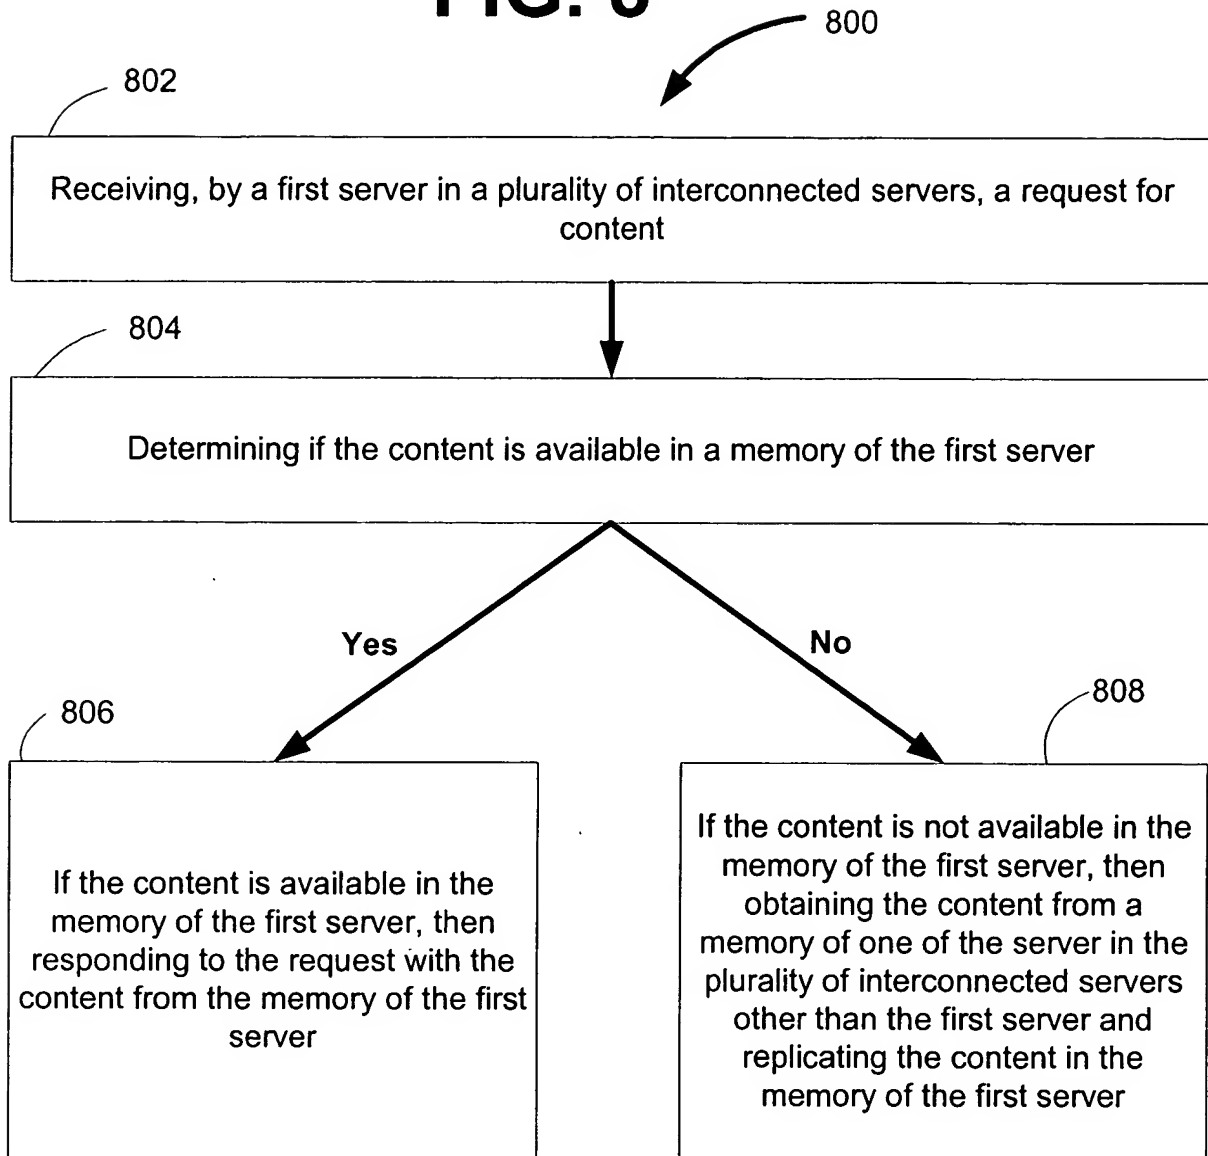 FIG. 8
800
802
Receiving, by a first server in a plurality of interconnected servers, a request for
content
804
Determining if the content is available in a memory of the first server
Yes
No
806
808
If the content is available in the
memory of the first server, then
responding to the request with the
content from the memory of the first
server
If the content is not available in the
memory of the first server, then
obtaining the content from a
memory of one of the server in the
plurality of interconnected servers
other than the first server and
replicating the content in the
memory of the first server